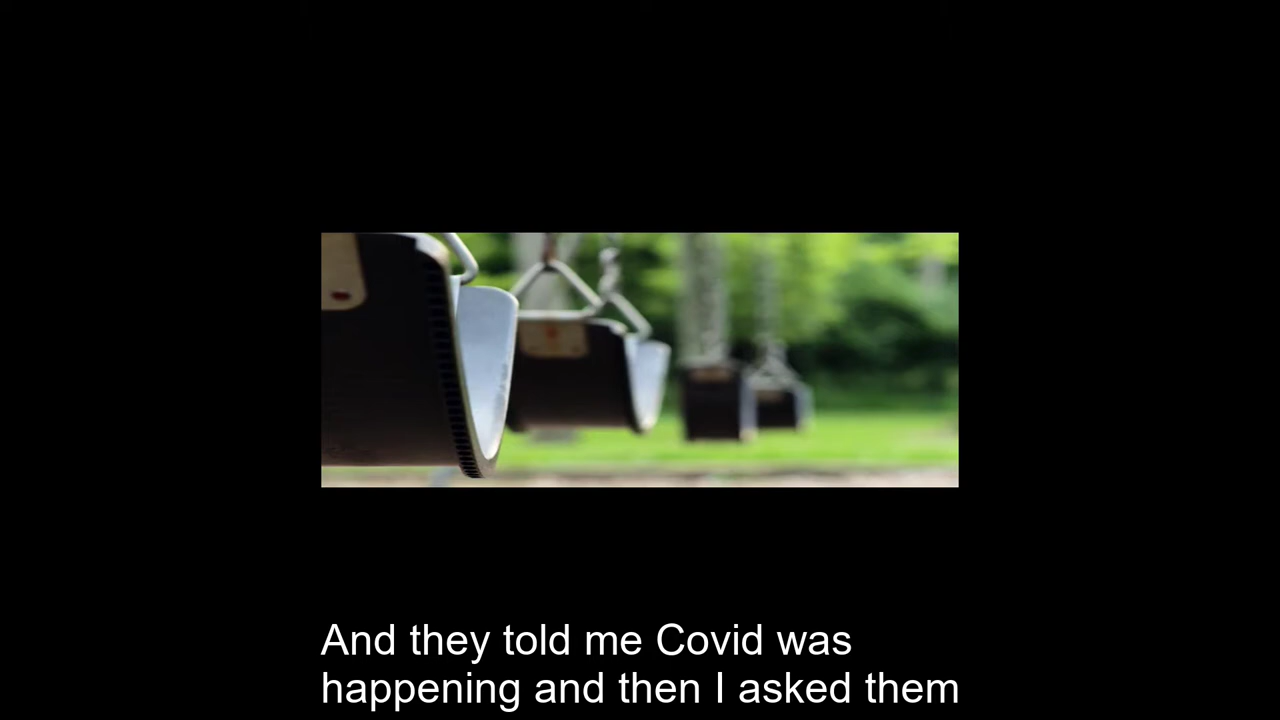 And they told me Covid was
happening and then I asked them